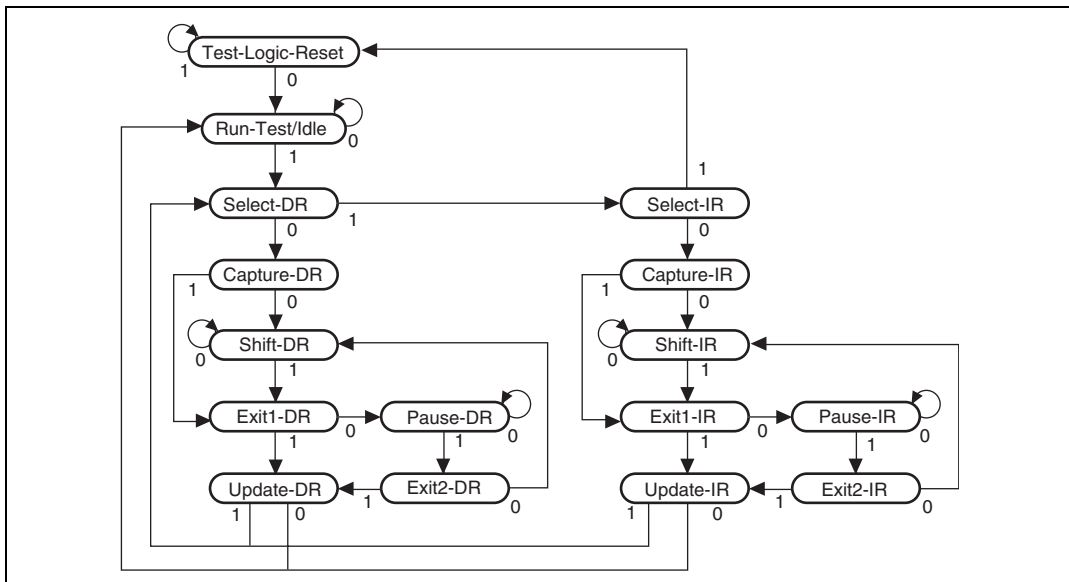 Test-Logic-Reset
1
0
Run-Test/Idle
0
1
1
Select-DR
1
Select-IR
0
0
Capture-DR
Capture-IR
1
0
1
0
Shift-DR
Shift-IR
0
1
0
1
Exit1-DR
0
Pause-DR
0
Exit1-IR
0
Pause-IR
0
1
1
1
1
Update-DR
1
Exit2-DR
0
Update-IR
1
Exit2-IR
0
1
0
1
0